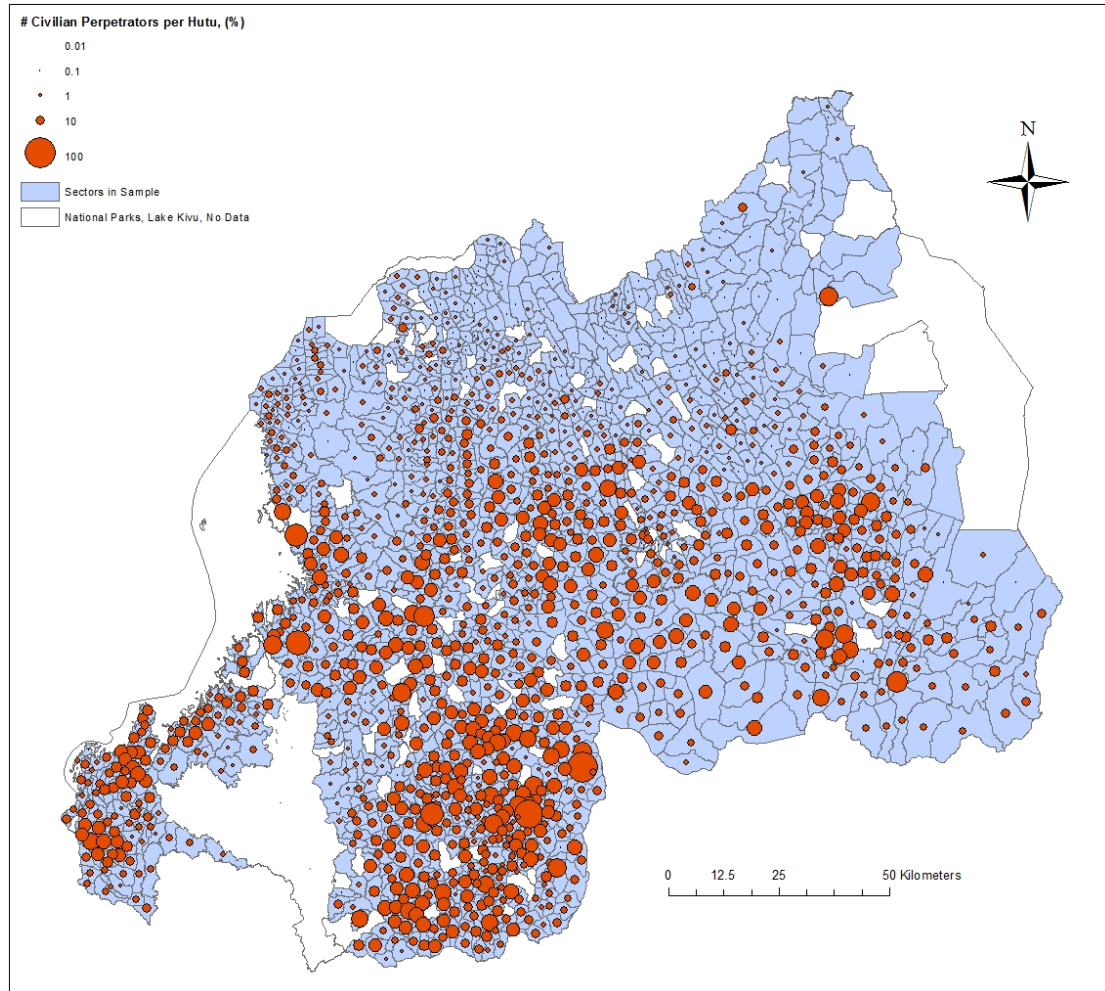 # Civilian Perpetrators per Hutu, (%)
0.01
0.1
1
10
100
Sectors in Sample
National Parks, Lake Kivu, No Data
N
0 12.5 25 50 Kilometers